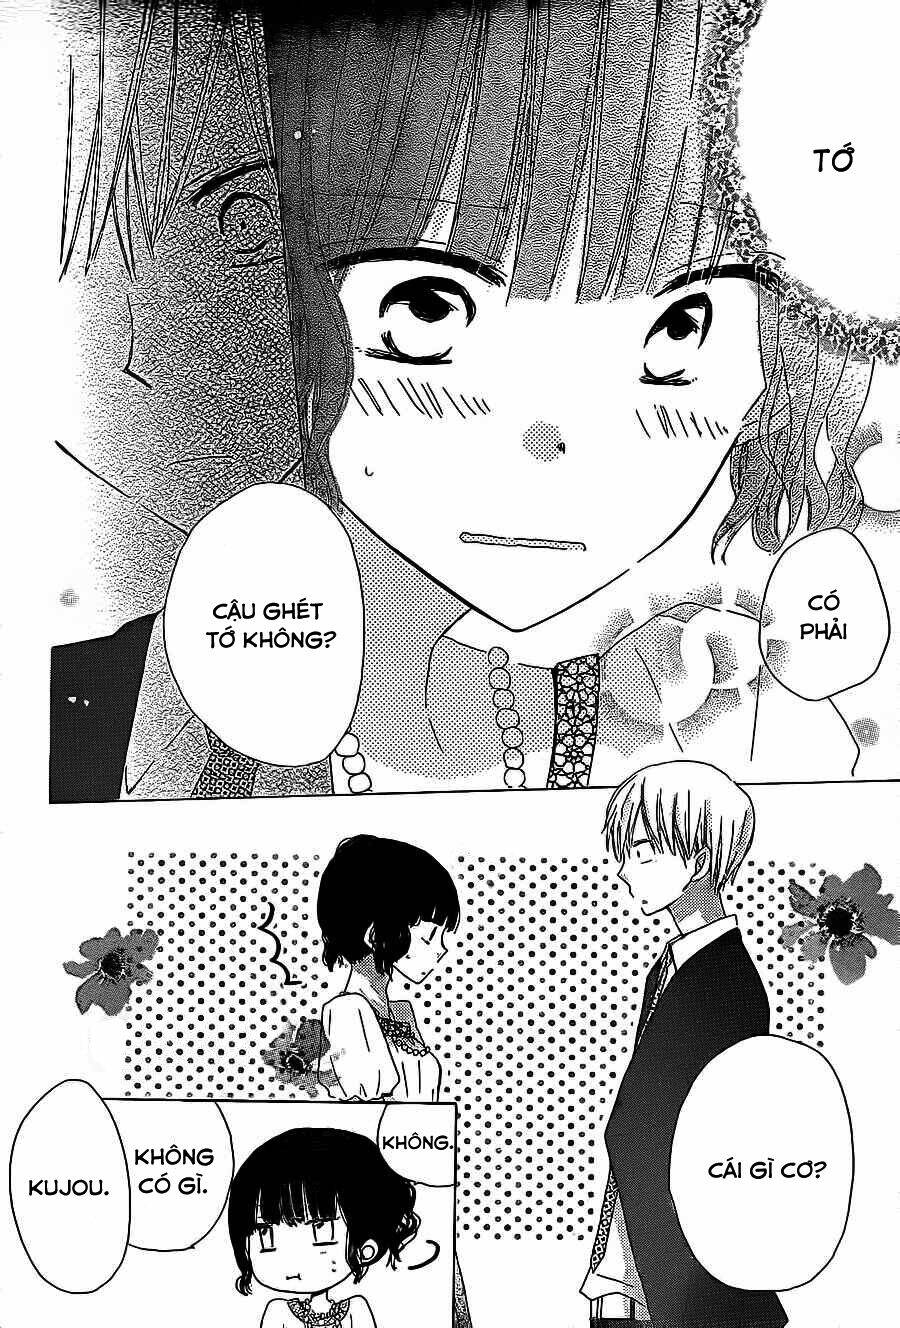 TỚ
CÓ
PHẢI
CẬU GHÉT
TỚ KHÔNG?
CÁI GÌ CƠ?
KHÔNG.
KHÔNG
CÓ GÌ.
KUJOU.